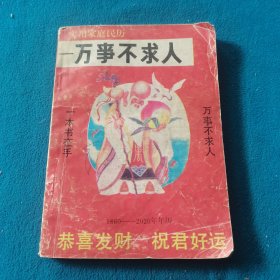 实用家庭民历
万事不求人
一本书在手
万事不求人
1860——2020年年历
恭喜发财 祝君好运